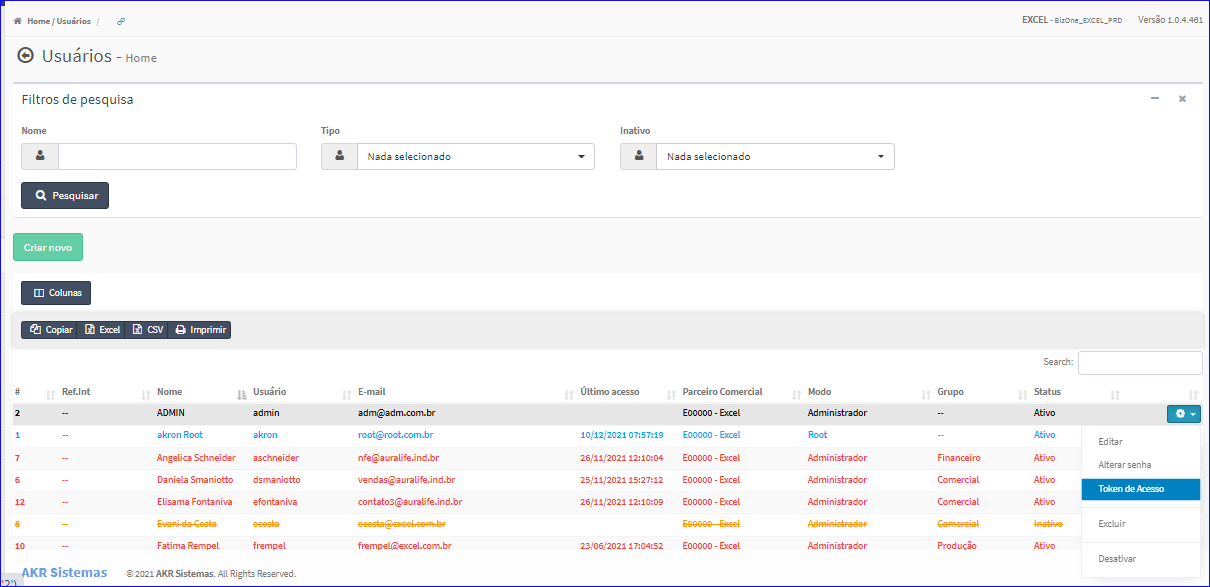 Home / Usuários /
EXCEL - BizOne_EXCEL_PRD Versão 1.0.4.461
Usuários - Home
Filtros de pesquisa
Nome Tipo Inativo
Nada selecionado Nada selecionado
Pesquisar
Criar novo
Colunas
Copiar Excel CSV Imprimir
Search:
# Ref.Int Nome Usuário E-mail Último acesso Parceiro Comercial Modo Grupo Status
2 -- ADMIN admin adm@adm.com.br E00000 - Excel Administrador -- Ativo
1 -- akron Root akron root@root.com.br 10/12/2021 07:57:19 E00000 - Excel Root -- Ativo
7 -- Angelica Schneider aschneider nfe@auralife.ind.br 26/11/2021 12:10:04 E00000 - Excel Administrador Financeiro Ativo
6 -- Daniela Smaniotto dsmaniotto vendas@auralife.ind.br 25/11/2021 15:27:12 E00000 - Excel Administrador Comercial Ativo
12 -- Elisama Fontaniva efontaniva contato3@auralife.ind.br 26/11/2021 12:10:09 E00000 - Excel Administrador Comercial Ativo
8 -- Evani da Costa ecosta ecosta@excel.com.br E00000 - Excel Administrador Comercial Inativo
10 -- Fatima Rempel frempel frempel@excel.com.br 23/06/2021 17:04:52 E00000 - Excel Administrador Produção Ativo
Editar
Alterar senha
Token de Acesso
Excluir
Desativar
AKR Sistemas © 2021 AKR Sistemas. All Rights Reserved.
'2')